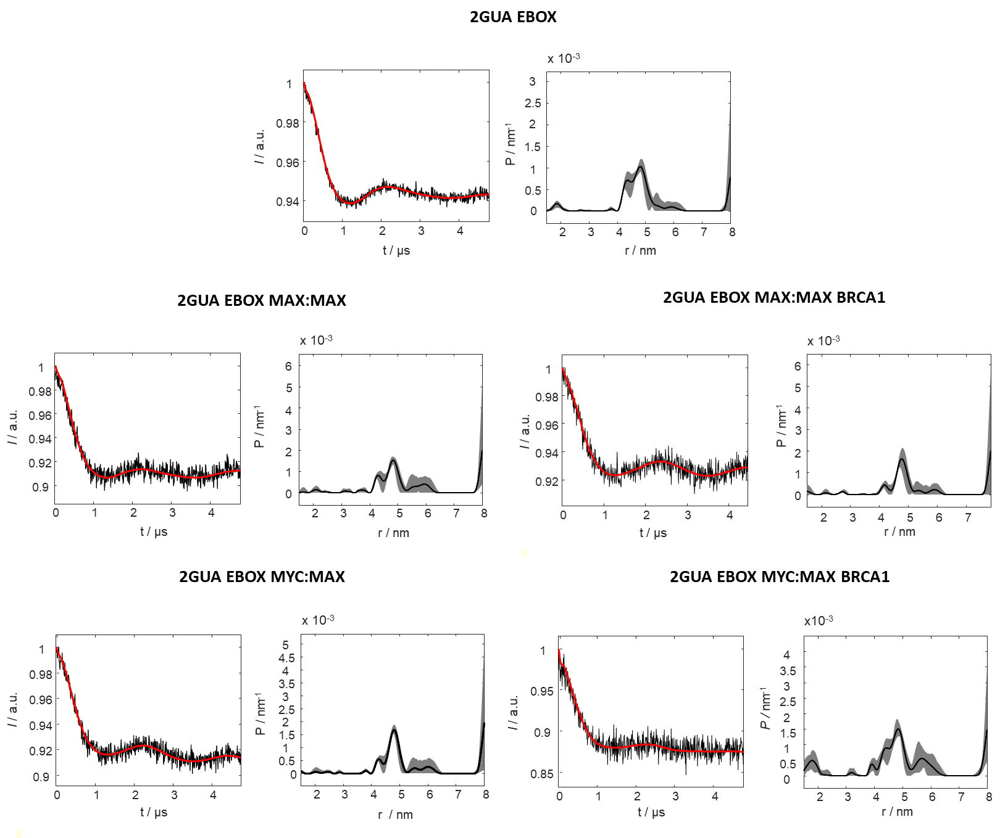 2GUA EBOX
x 10-3
1
0.98
0.96
0.94
I / a.u.
0 1 2 3 4
t / µs
3
2.5
2
1.5
1
0.5
0
P / nm-1
2 3 4 5 6 7 8
r / nm
2GUA EBOX MAX:MAX
x 10-3
1
0.98
0.96
0.94
0.92
0.9
I / a.u.
0 1 2 3 4
t / µs
6
5
4
3
2
1
0
P / nm-1
2 3 4 5 6 7 8
r / nm
2GUA EBOX MAX:MAX BRCA1
x 10-3
1
0.98
0.96
0.94
0.92
I / a.u.
0 1 2 3 4
t / µs
6
5
4
3
2
1
0
P / nm-1
2 3 4 5 6 7 8
r / nm
2GUA EBOX MYC:MAX
x 10-3
1
0.98
0.96
0.94
0.92
0.9
I / a.u.
0 1 2 3 4
t / µs
5
4.5
4
3.5
3
2.5
2
1.5
1
0.5
0
P / nm-1
2 3 4 5 6 7 8
r / nm
2GUA EBOX MYC:MAX BRCA1
x10-3
1
0.95
0.9
0.85
I / a.u.
0 1 2 3 4
t / µs
4
3.5
3
2.5
2
1.5
1
0.5
0
P / nm-1
2 3 4 5 6 7 8
r / nm